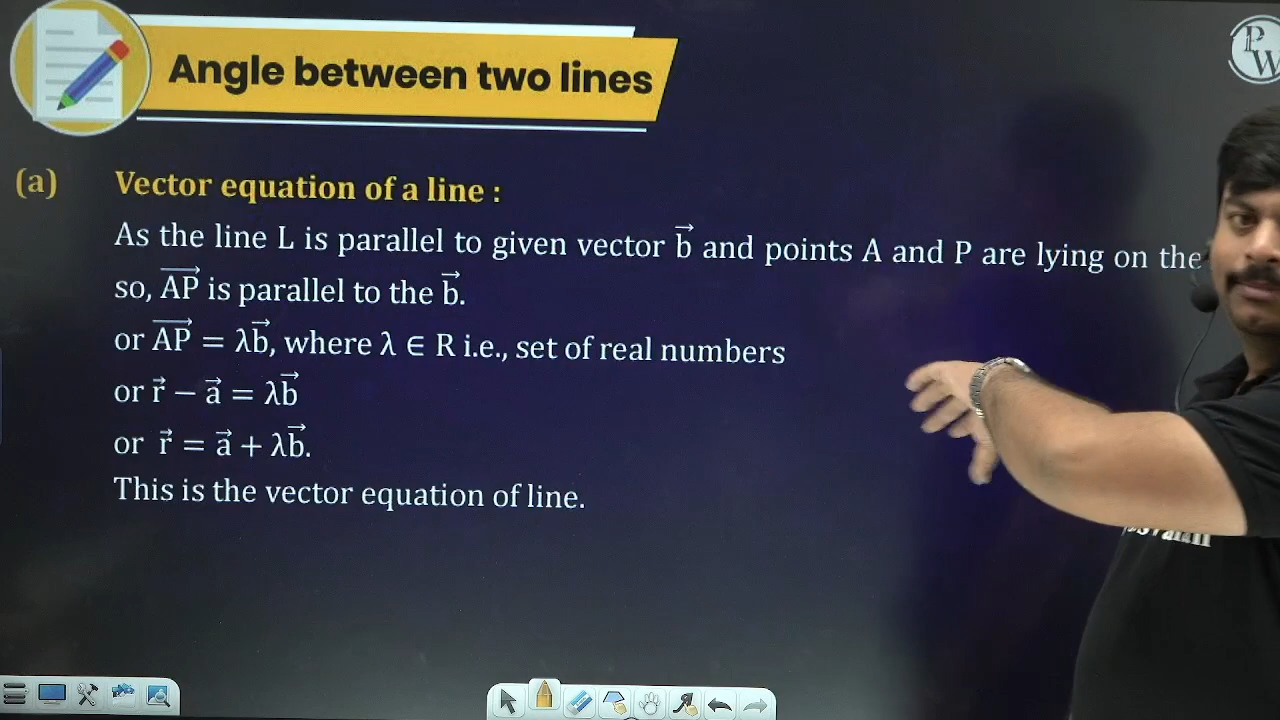 Angle between two lines
PW
(a) Vector equation of a line :
As the line L is parallel to given vector b⃗ and points A and P are lying on the
so, A͞P⃗ is parallel to the b⃗.
or A͞P⃗ = λb⃗, where λ ∈ R i.e., set of real numbers
or r⃗ − a⃗ = λb⃗
or r⃗ = a⃗ + λb⃗.
This is the vector equation of line.